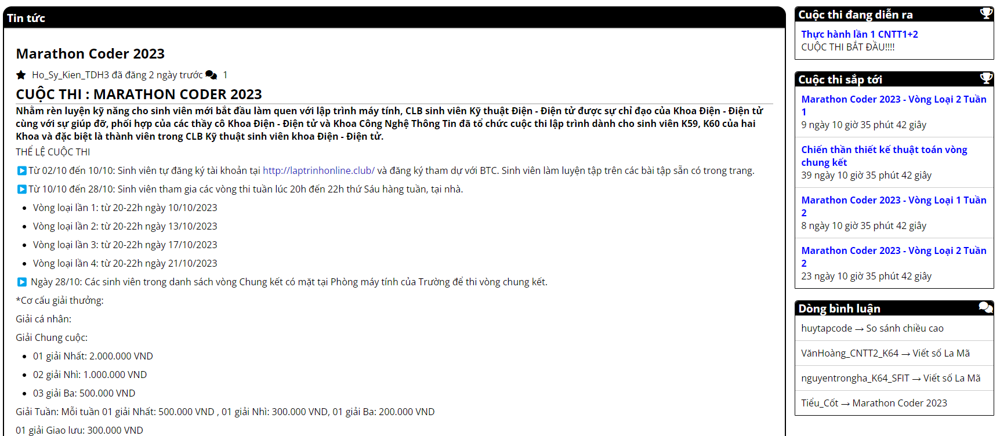 Tin tức
Marathon Coder 2023
Ho_Sy_Kien_TDH3 đã đăng 2 ngày trước 1
CUỘC THI : MARATHON CODER 2023
Nhằm rèn luyện kỹ năng cho sinh viên mới bắt đầu làm quen với lập trình máy tính, CLB sinh viên Kỹ thuật Điện - Điện tử được sự chỉ đạo của Khoa Điện - Điện tử
cùng với sự giúp đỡ, phối hợp của các thầy cô Khoa Điện - Điện tử và Khoa Công Nghệ Thông Tin đã tổ chức cuộc thi lập trình dành cho sinh viên K59, K60 của hai
Khoa và đặc biệt là thành viên trong CLB Kỹ thuật sinh viên khoa Điện - Điện tử.
THỂ LỆ CUỘC THI
Từ 02/10 đến 10/10: Sinh viên tự đăng ký tài khoản tại http://laptrinhonline.club/ và đăng ký tham dự với BTC. Sinh viên làm luyện tập trên các bài tập sẵn có trong trang.
Từ 10/10 đến 28/10: Sinh viên tham gia các vòng thi tuần lúc 20h đến 22h thứ Sáu hàng tuần, tại nhà.
• Vòng loại lần 1: từ 20-22h ngày 10/10/2023
• Vòng loại lần 2: từ 20-22h ngày 13/10/2023
• Vòng loại lần 3: từ 20-22h ngày 17/10/2023
• Vòng loại lần 4: từ 20-22h ngày 21/10/2023
Ngày 28/10: Các sinh viên trong danh sách vòng Chung kết có mặt tại Phòng máy tính của Trường để thi vòng chung kết.
*Cơ cấu giải thưởng:
Giải cá nhân:
Giải Chung cuộc:
• 01 giải Nhất: 2.000.000 VND
• 02 giải Nhì: 1.000.000 VND
• 03 giải Ba: 500.000 VND
Giải Tuần: Mỗi tuần 01 giải Nhất: 500.000 VND , 01 giải Nhì: 300.000 VND, 01 giải Ba: 200.000 VND
01 giải Giao lưu: 300.000 VND
Cuộc thi đang diễn ra
Thực hành lần 1 CNTT1+2
CUỘC THI BẮT ĐẦU!!!!
Cuộc thi sắp tới
Marathon Coder 2023 - Vòng Loại 2 Tuần
1
9 ngày 10 giờ 35 phút 42 giây
Chiến thần thiết kế thuật toán vòng
chung kết
39 ngày 10 giờ 35 phút 42 giây
Marathon Coder 2023 - Vòng Loại 1 Tuần
2
8 ngày 10 giờ 35 phút 42 giây
Marathon Coder 2023 - Vòng Loại 2 Tuần
2
23 ngày 10 giờ 35 phút 42 giây
Dòng bình luận
huytapcode → So sánh chiều cao
VănHoàng_CNTT2_K64 → Viết số La Mã
nguyentrongha_K64_SFIT → Viết số La Mã
Tiểu_Cốt → Marathon Coder 2023